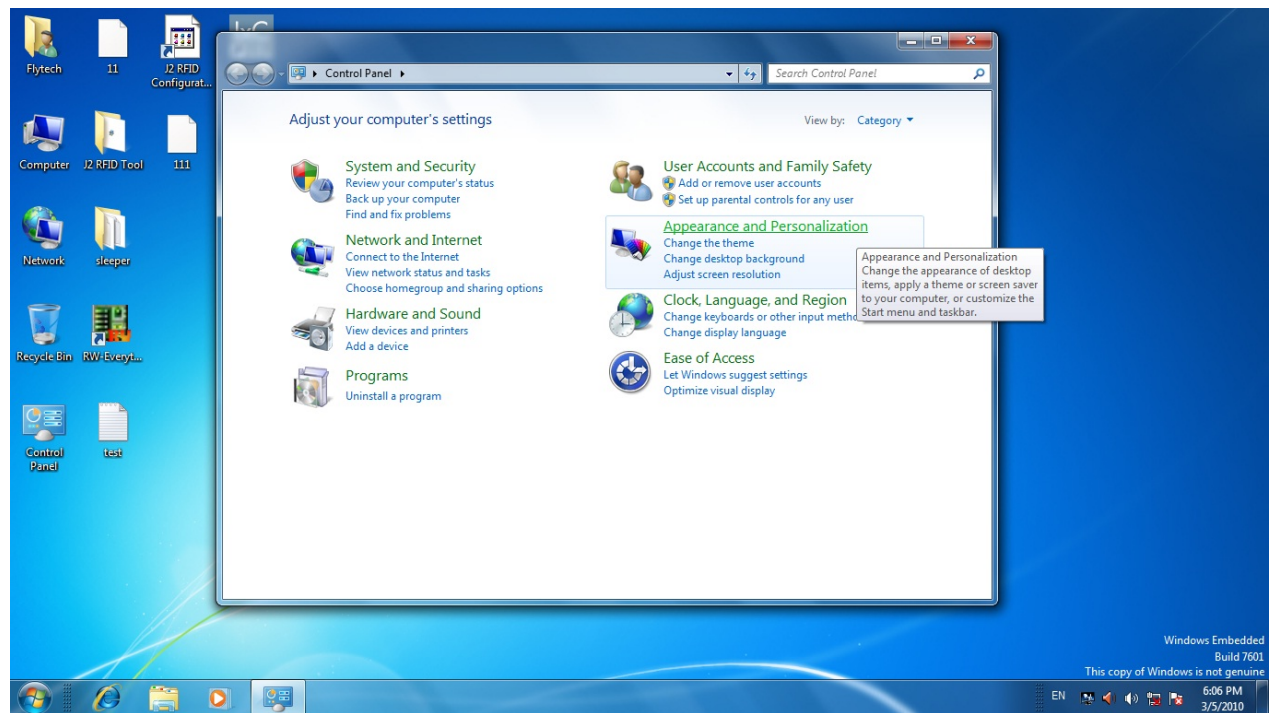 Flytech
11
J2 RFID
Configurat...
Computer
J2 RFID Tool
111
Network
sleeper
Recycle Bin
RW-Everyt...
Control
Panel
test
Control Panel
Search Control Panel
Adjust your computer's settings
View by: Category
System and Security
Review your computer's status
Back up your computer
Find and fix problems
Network and Internet
Connect to the Internet
View network status and tasks
Choose homegroup and sharing options
Hardware and Sound
View devices and printers
Add a device
Programs
Uninstall a program
User Accounts and Family Safety
Add or remove user accounts
Set up parental controls for any user
Appearance and Personalization
Change the theme
Change desktop background
Adjust screen resolution
Appearance and Personalization
Change the appearance of desktop
items, apply a theme or screen saver
to your computer, or customize the
Start menu and taskbar.
Clock, Language, and Region
Change keyboards or other input
Change display language
Ease of Access
Let Windows suggest settings
Optimize visual display
Windows Embedded
Build 7601
This copy of Windows is not genuine
EN
6:06 PM
3/5/2010